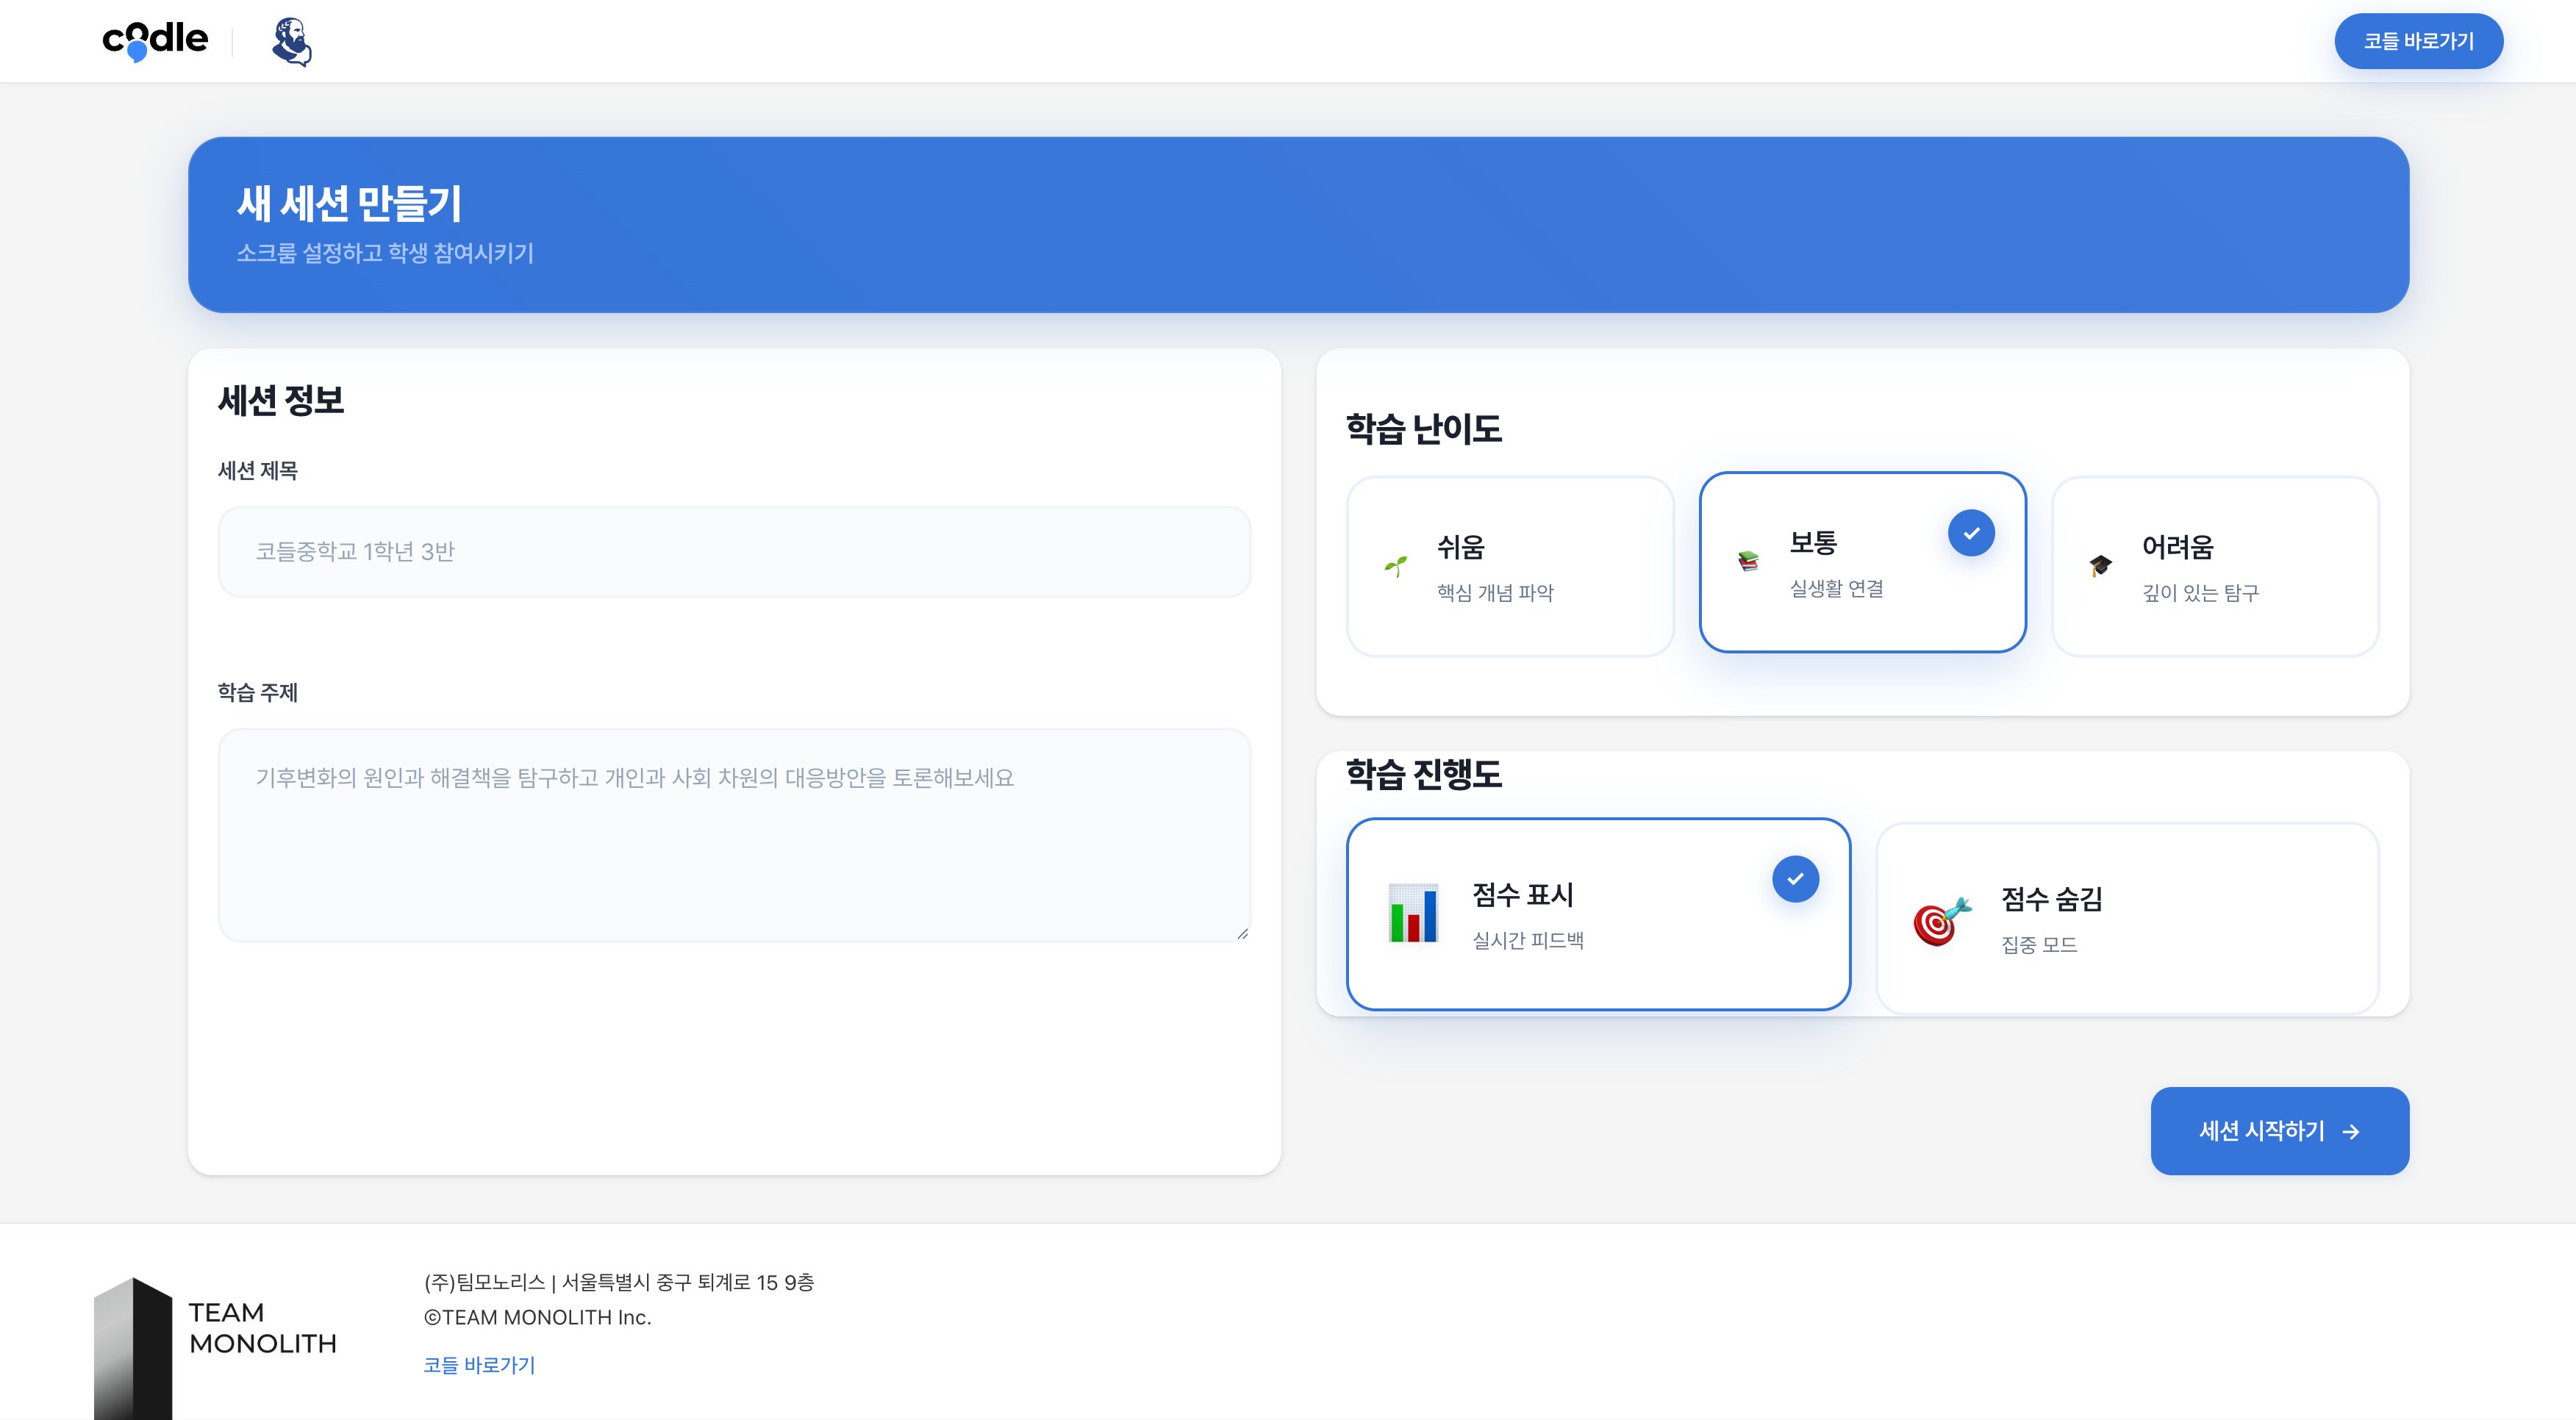 codle
코들 바로가기
새 세션 만들기
소크룸 설정하고 학생 참여시키기
세션 정보
세션 제목
코들중학교 1학년 3반
학습 주제
기후변화의 원인과 해결책을 탐구하고 개인과 사회 차원의 대응방안을 토론해보세요
학습 난이도
쉬움
핵심 개념 파악
보통
실생활 연결
어려움
깊이 있는 탐구
학습 진행도
점수 표시
실시간 피드백
점수 숨김
집중 모드
세션 시작하기 →
TEAM
MONOLITH
(주)팀모노리스 | 서울특별시 중구 퇴계로 15 9층
©TEAM MONOLITH Inc.
코들 바로가기